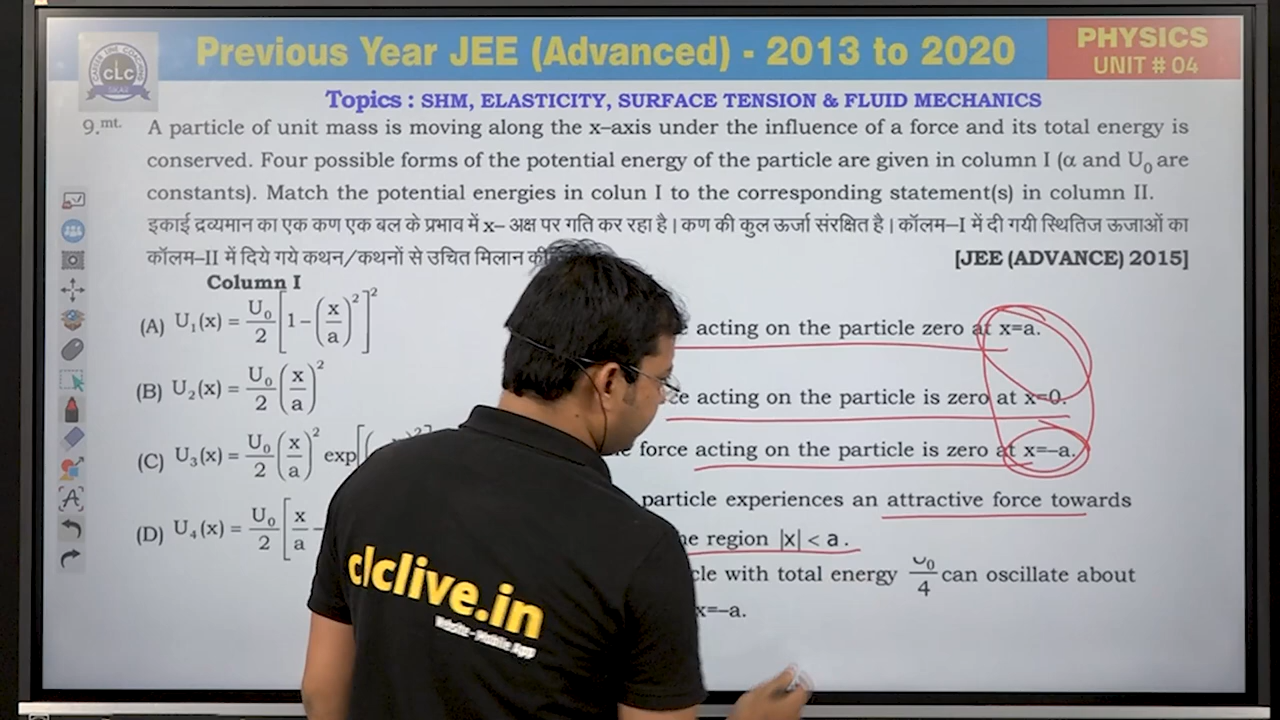 Previous Year JEE (Advanced) - 2013 to 2020
PHYSICS
UNIT # 04
CLC
Topics : SHM, ELASTICITY, SURFACE TENSION & FLUID MECHANICS
9.mt. A particle of unit mass is moving along the x–axis under the influence of a force and its total energy is
conserved. Four possible forms of the potential energy of the particle are given in column I (α and U₀ are
constants). Match the potential energies in colun I to the corresponding statement(s) in column II.
इकाई द्रव्यमान का एक कण एक बल के प्रभाव में x– अक्ष पर गति कर रहा है। कण की कुल ऊर्जा संरक्षित है। कॉलम–I में दी गयी स्थितिज ऊजाओं का
कॉलम–II में दिये गये कथन/कथनों से उचित मिलान
[JEE (ADVANCE) 2015]
Column I
(A) U₁(x) = U₀/2 [1−(x/a)²]²
acting on the particle zero at x=a.
(B) U₂(x) = U₀/2 (x/a)²
acting on the particle is zero at x=0.
(C) U₃(x) = U₀/2 (x/a)² exp[(
force acting on the particle is zero at x=–a.
(D) U₄(x) = U₀/2 [x/a –
particle experiences an attractive force towards
region |x| < a.
with total energy U₀/4 can oscillate about
x=–a.
clclive.in
Website - Mobile App